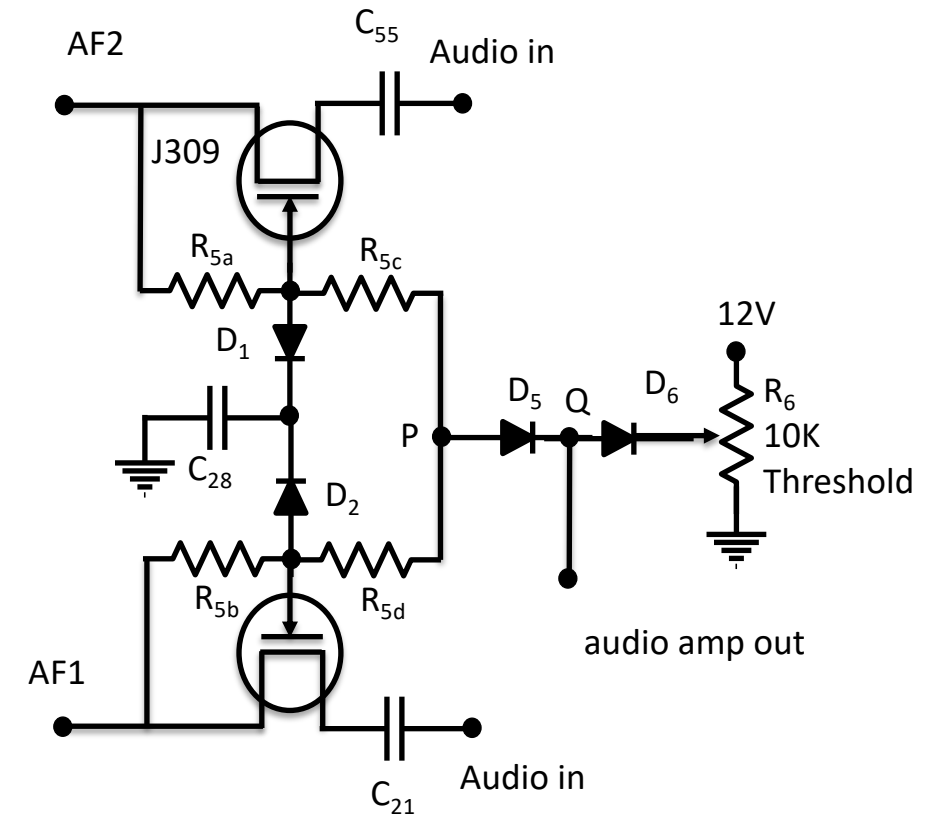 C55
AF2
Audio in
J309
R5a
R5c
12V
D1
D5
Q
D6
R6
P
10K
C28
Threshold
D2
R5b
R5d
audio amp out
AF1
Audio in
C21